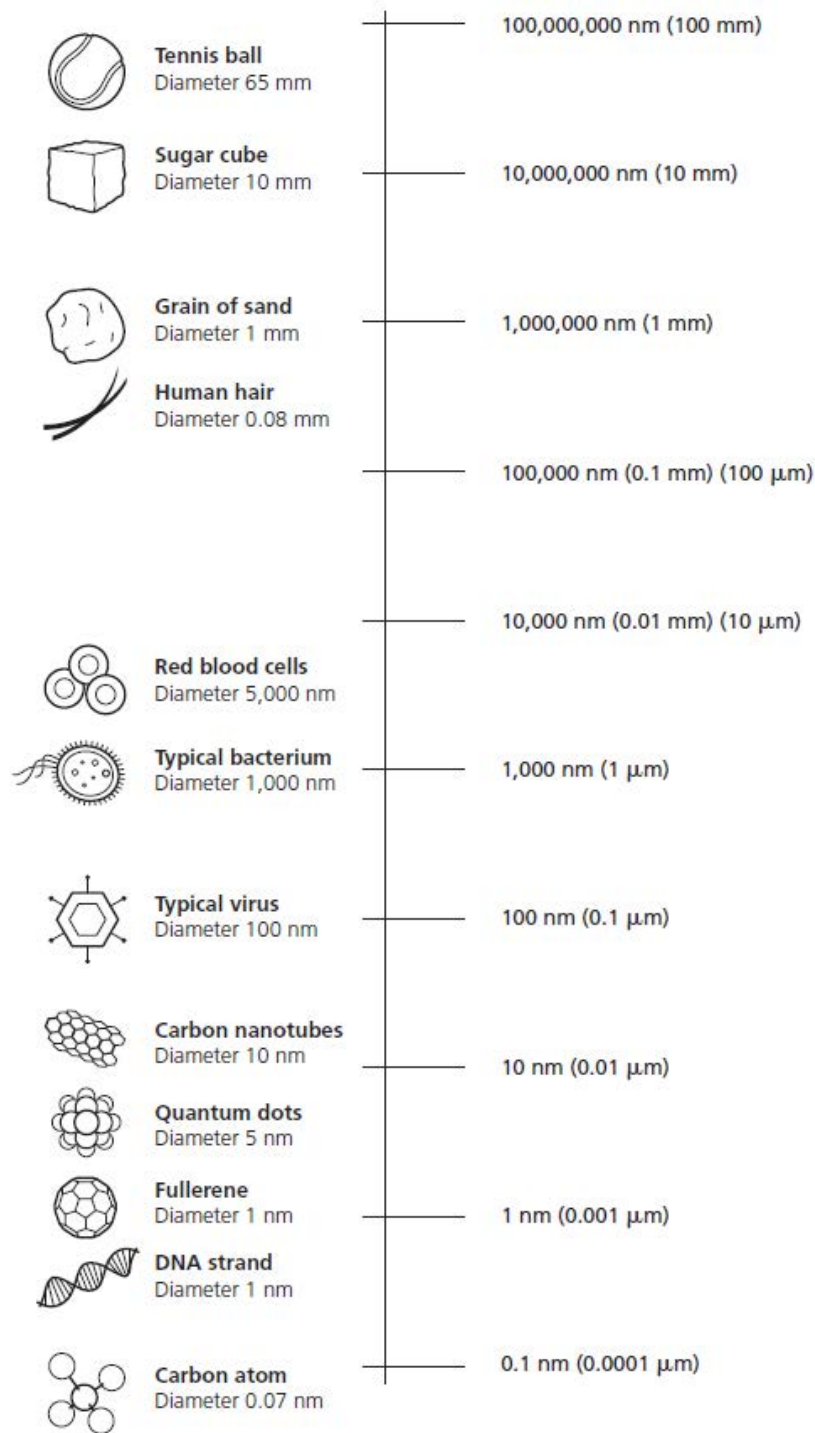 100,000,000 nm (100 mm)
Tennis ball
Diameter 65 mm
Sugar cube
Diameter 10 mm
10,000,000 nm (10 mm)
Grain of sand
Diameter 1 mm
1,000,000 nm (1 mm)
Human hair
Diameter 0.08 mm
100,000 nm (0.1 mm) (100 μm)
10,000 nm (0.01 mm) (10 μm)
Red blood cells
Diameter 5,000 nm
Typical bacterium
Diameter 1,000 nm
1,000 nm (1 μm)
Typical virus
Diameter 100 nm
100 nm (0.1 μm)
Carbon nanotubes
Diameter 10 nm
10 nm (0.01 μm)
Quantum dots
Diameter 5 nm
Fullerene
Diameter 1 nm
1 nm (0.001 μm)
DNA strand
Diameter 1 nm
0.1 nm (0.0001 μm)
Carbon atom
Diameter 0.07 nm